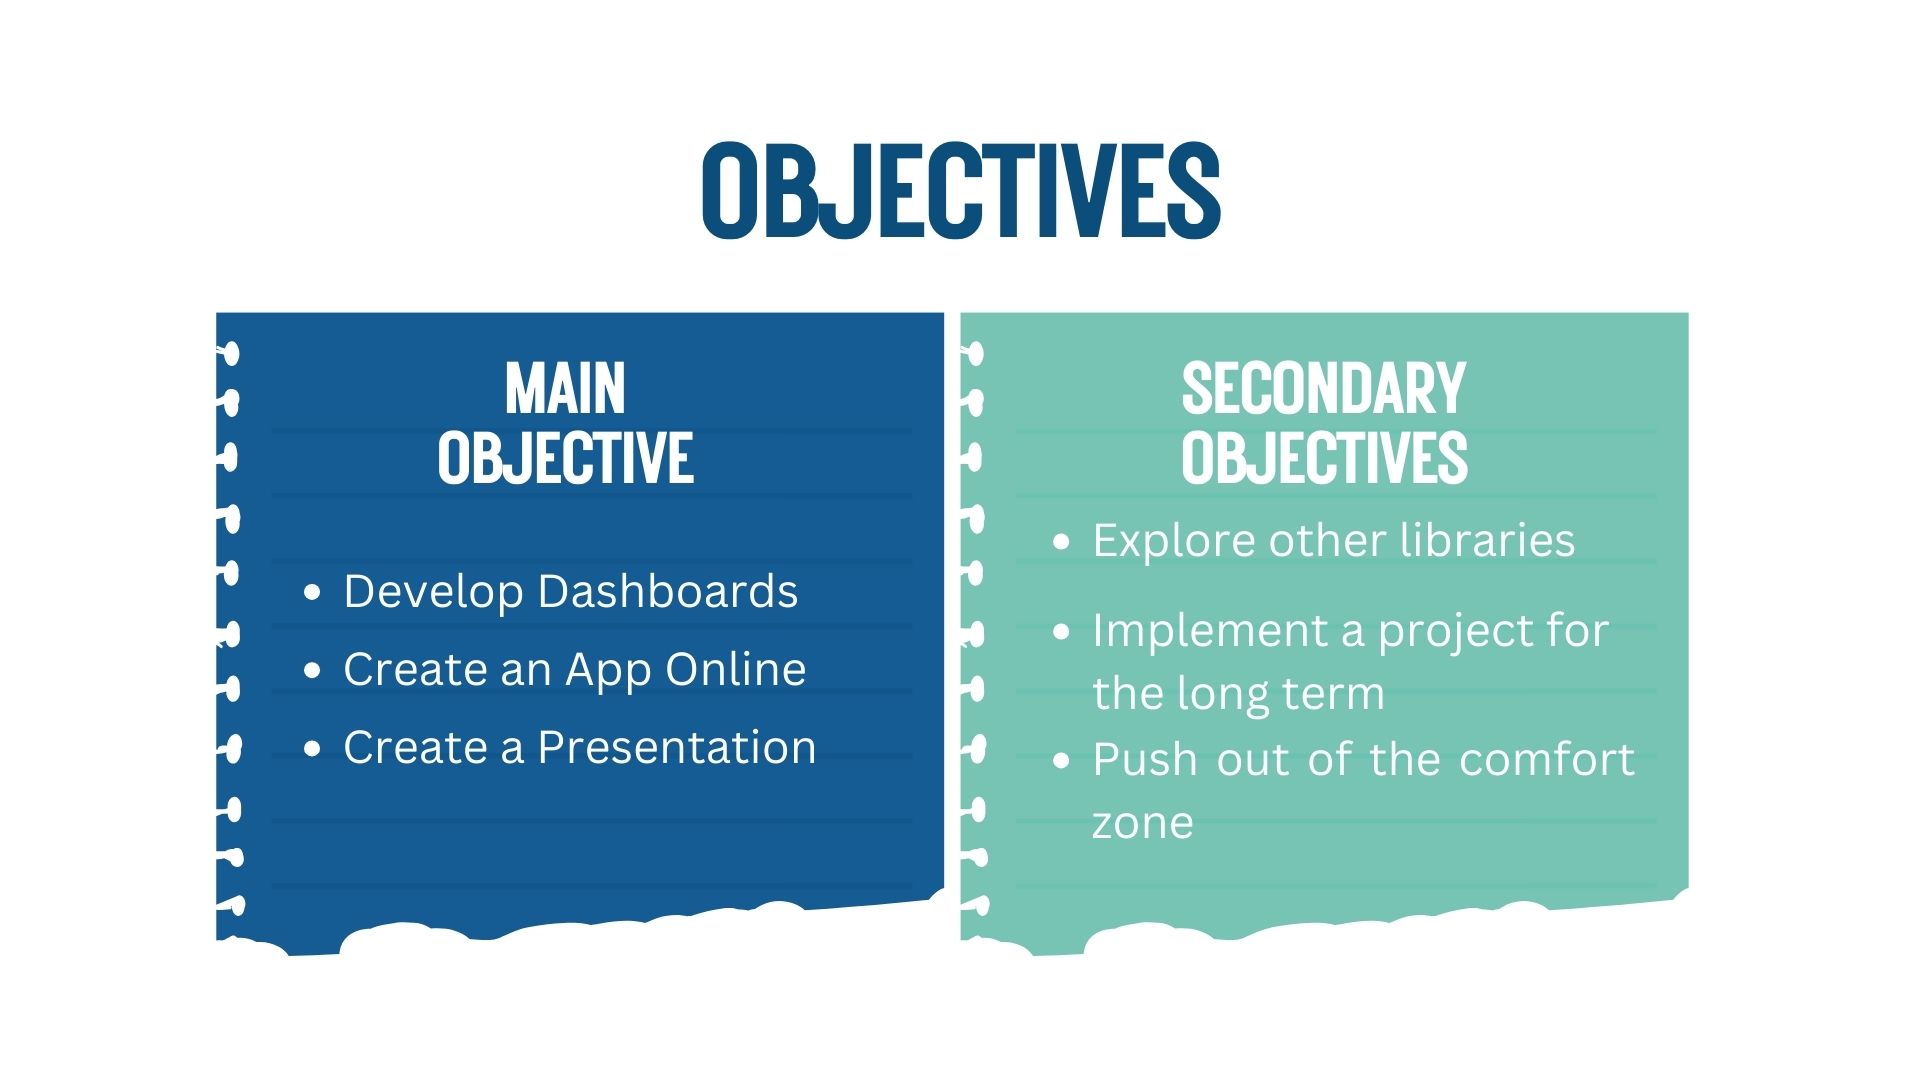 OBJECTIVES
MAIN
OBJECTIVE
• Develop Dashboards
• Create an App Online
• Create a Presentation
SECONDARY
OBJECTIVES
• Explore other libraries
• Implement a project for
the long term
• Push out of the comfort
zone